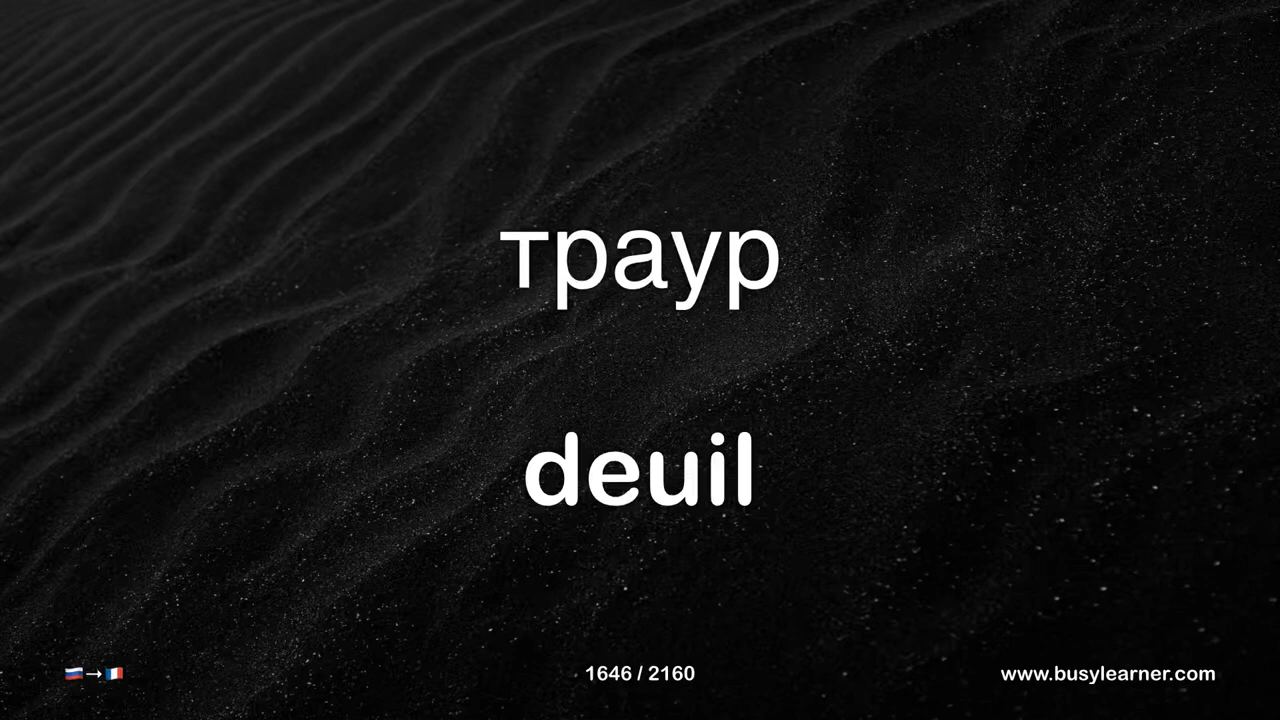 траур
deuil
🇷🇺→🇫🇷
1646 / 2160
www.busylearner.com